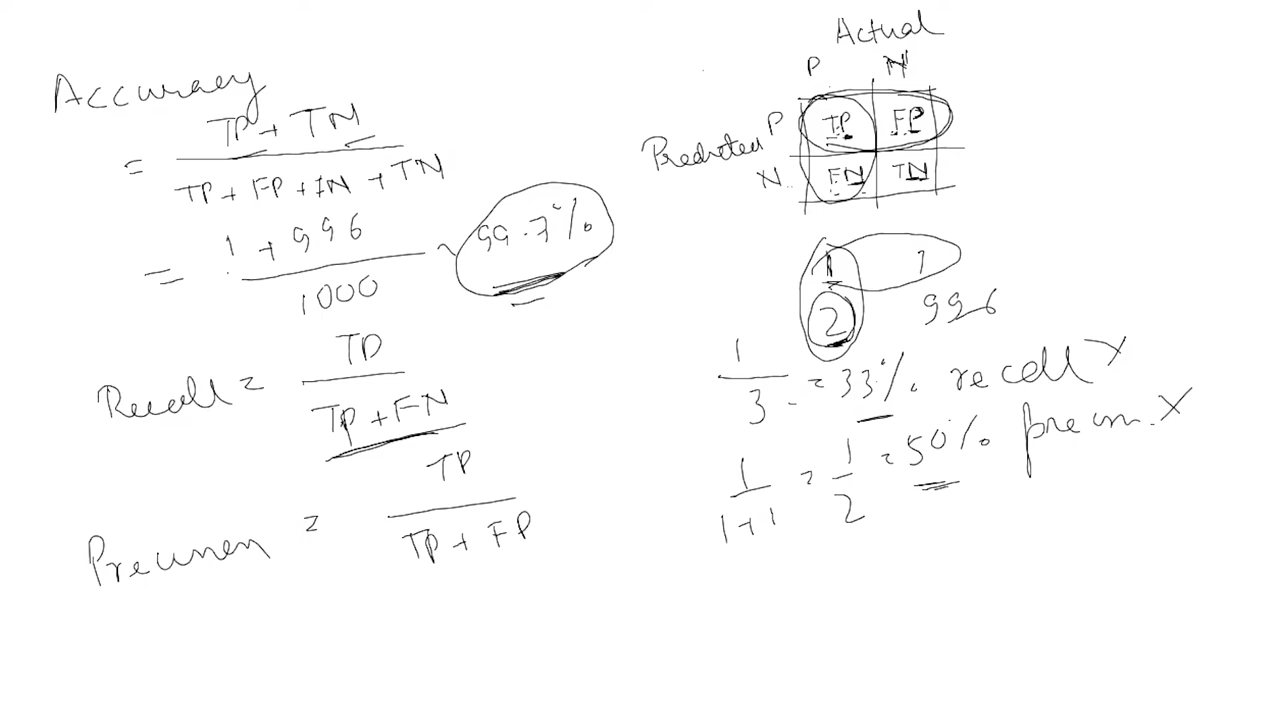 Accuracy
= TP + TN / TP + FP + FN + TN
= 1 + 996 / 1000 ~ 99.7%
Recall = TP / TP + FN
Precision = TP / TP + FP
Actual
P N
Predicted P TP FP
N FN TN
1 1
2 996
1 / 3 = 33% recall X
1 / 1+1 = 1 / 2 = 50% precision. X